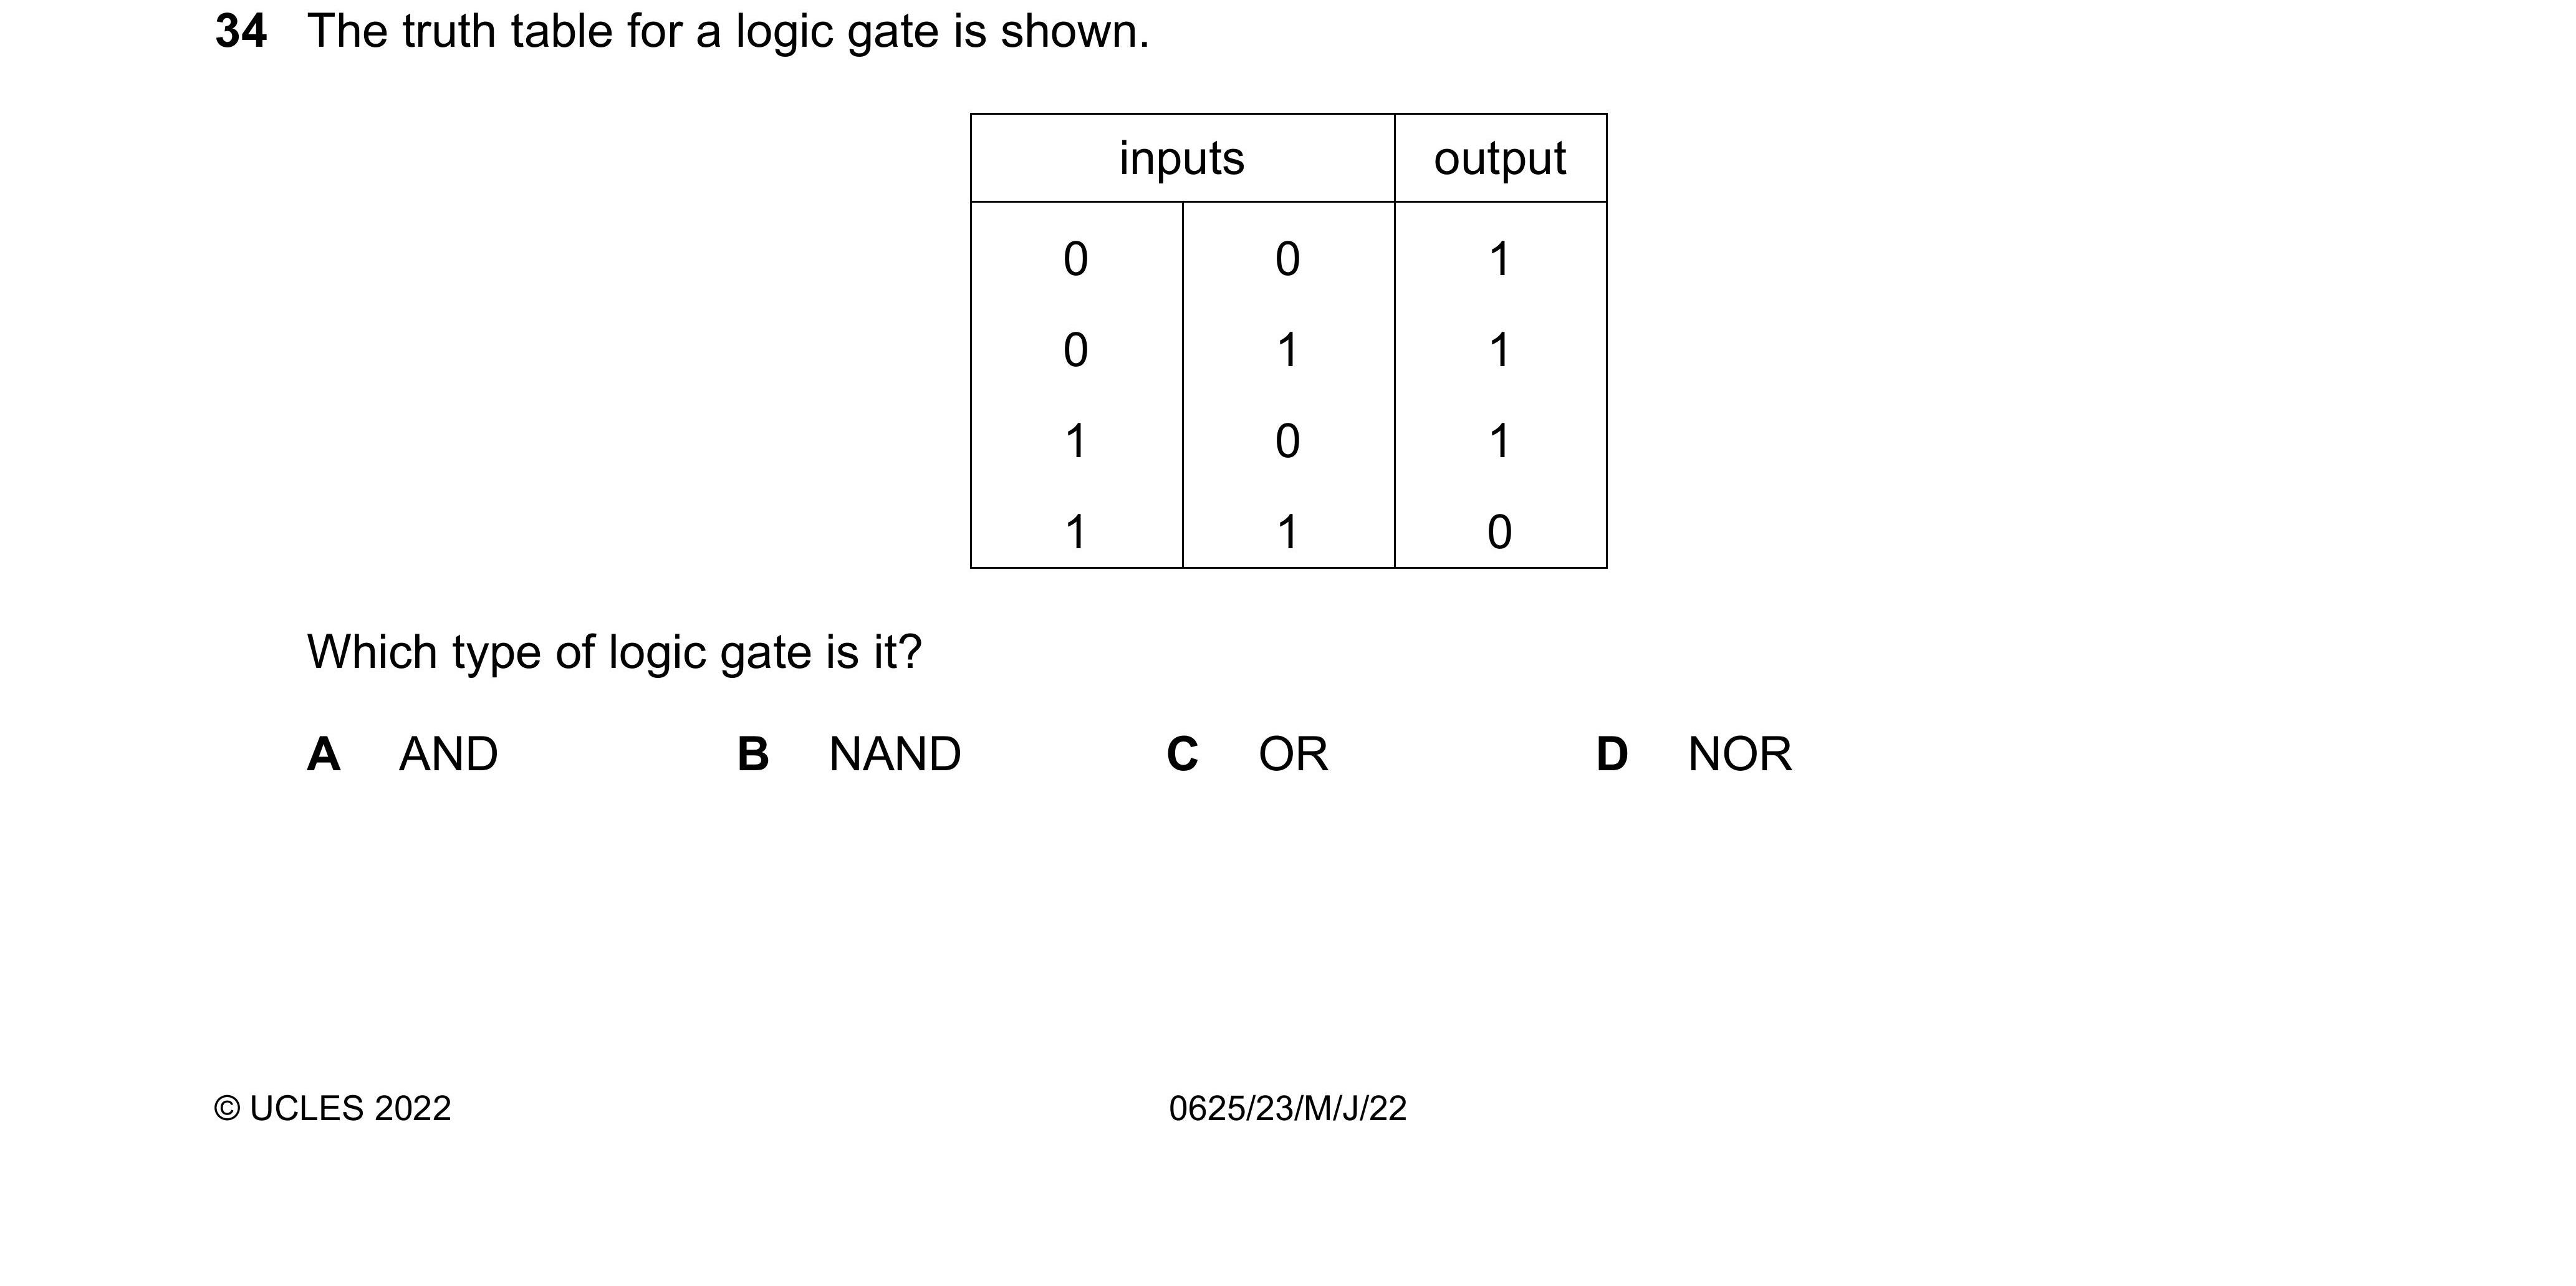 34 The truth table for a logic gate is shown.
inputs output
0 0 1
0 1 1
1 0 1
1 1 0
Which type of logic gate is it?
A AND B NAND C OR D NOR
© UCLES 2022 0625/23/M/J/22